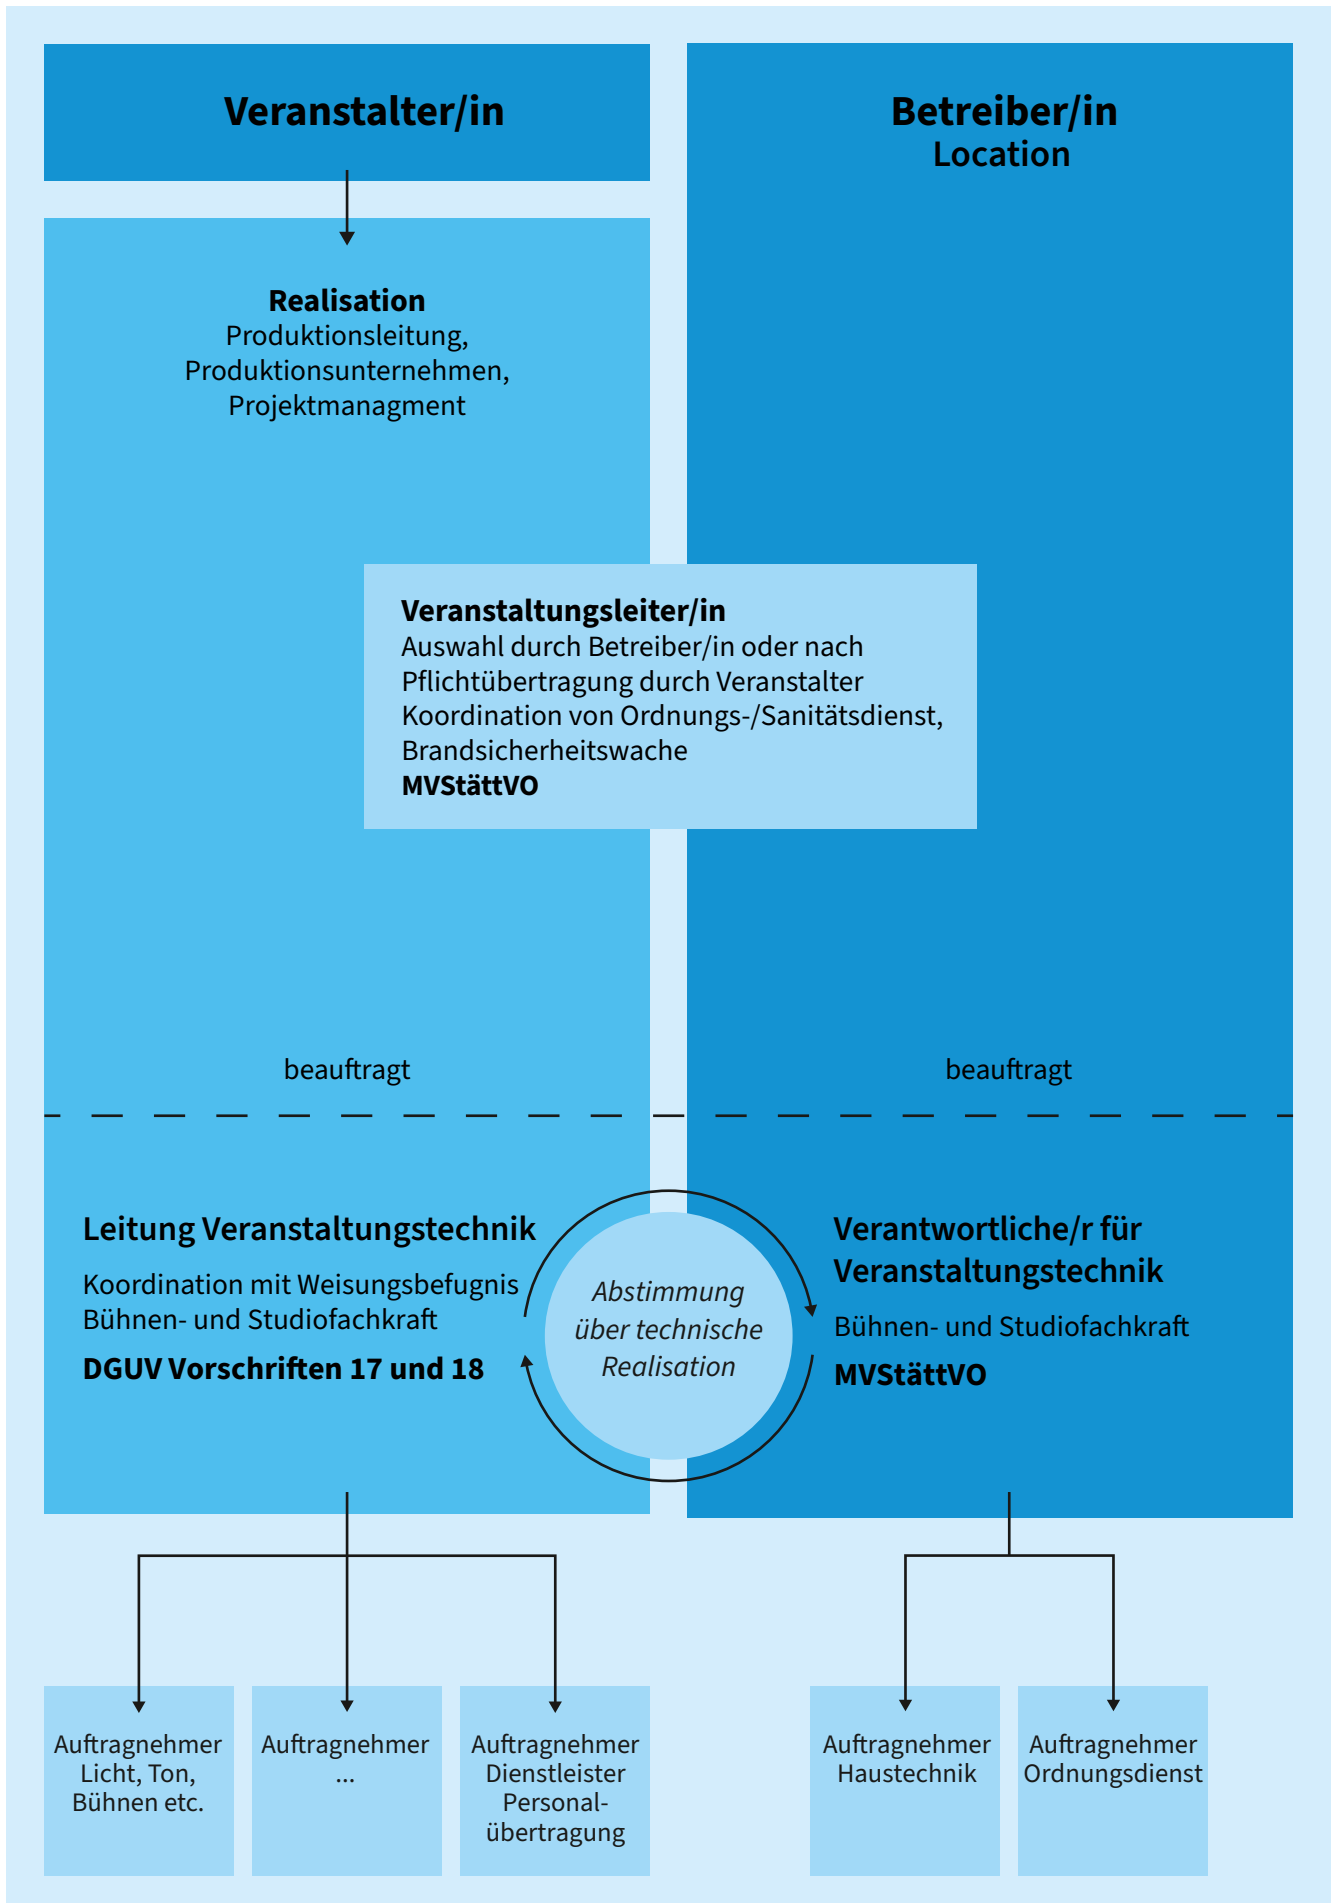 Veranstalter/in
Betreiber/in
Location
Realisation
Produktionsleitung,
Produktionsunternehmen,
Projektmanagment
Veranstaltungsleiter/in
Auswahl durch Betreiber/in oder nach
Pflichtübertragung durch Veranstalter
Koordination von Ordnungs-/Sanitätsdienst,
Brandsicherheitswache
MVStättVO
beauftragt
beauftragt
Leitung Veranstaltungstechnik
Koordination mit Weisungsbefugnis
Bühnen- und Studiofachkraft
DGUV Vorschriften 17 und 18
Abstimmung
über technische
Realisation
Verantwortliche/r für
Veranstaltungstechnik
Bühnen- und Studiofachkraft
MVStättVO
Auftragnehmer
Licht, Ton,
Bühnen etc.
Auftragnehmer
...
Auftragnehmer
Dienstleister
Personal-
übertragung
Auftragnehmer
Haustechnik
Auftragnehmer
Ordnungsdienst